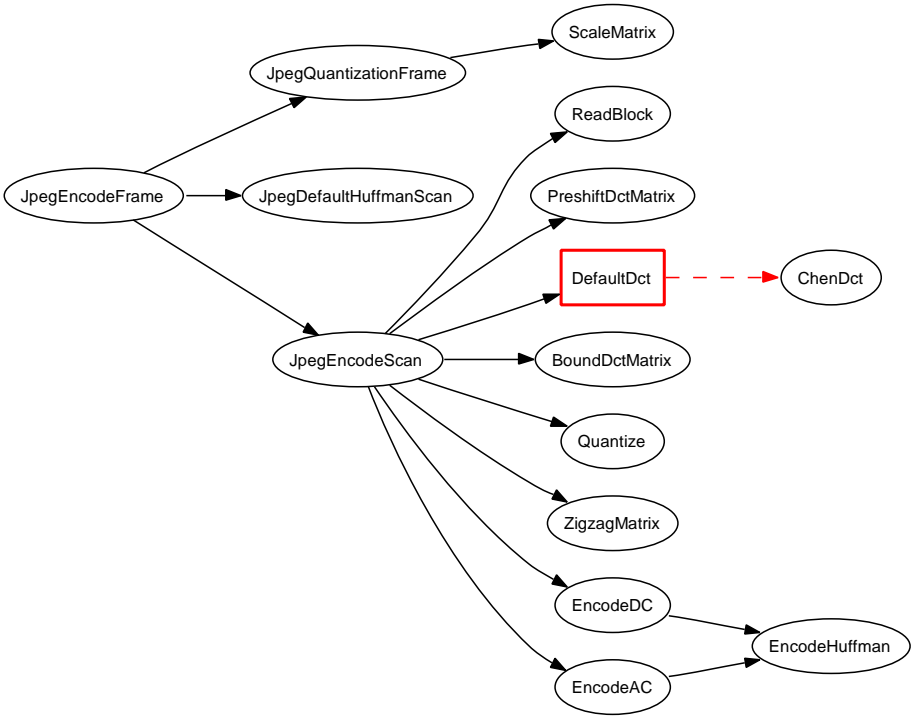 ScaleMatrix
JpegQuantizationFrame
ReadBlock
JpegEncodeFrame
JpegDefaultHuffmanScan
PreshiftDctMatrix
DefaultDct
ChenDct
JpegEncodeScan
BoundDctMatrix
Quantize
ZigzagMatrix
EncodeDC
EncodeHuffman
EncodeAC